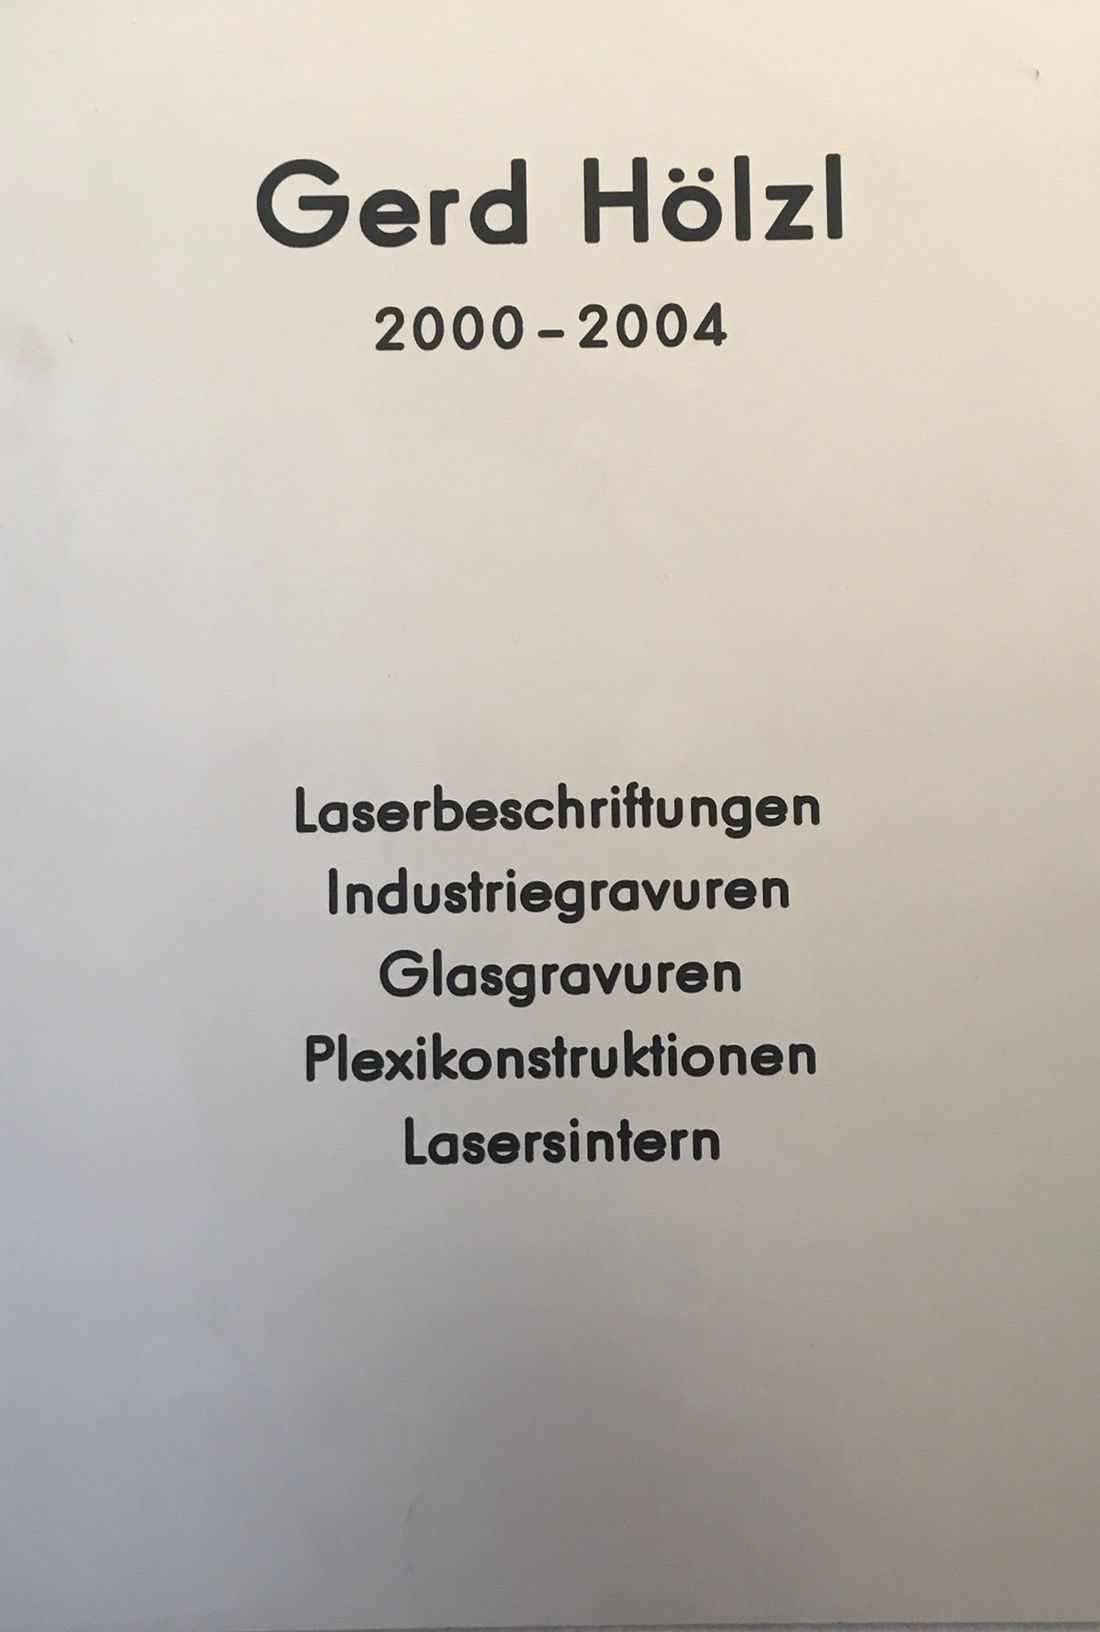 Gerd Hölzl
2000-2004
Laserbeschriftungen
Industriegravuren
Glasgravuren
Plexikonstruktionen
Lasersintern